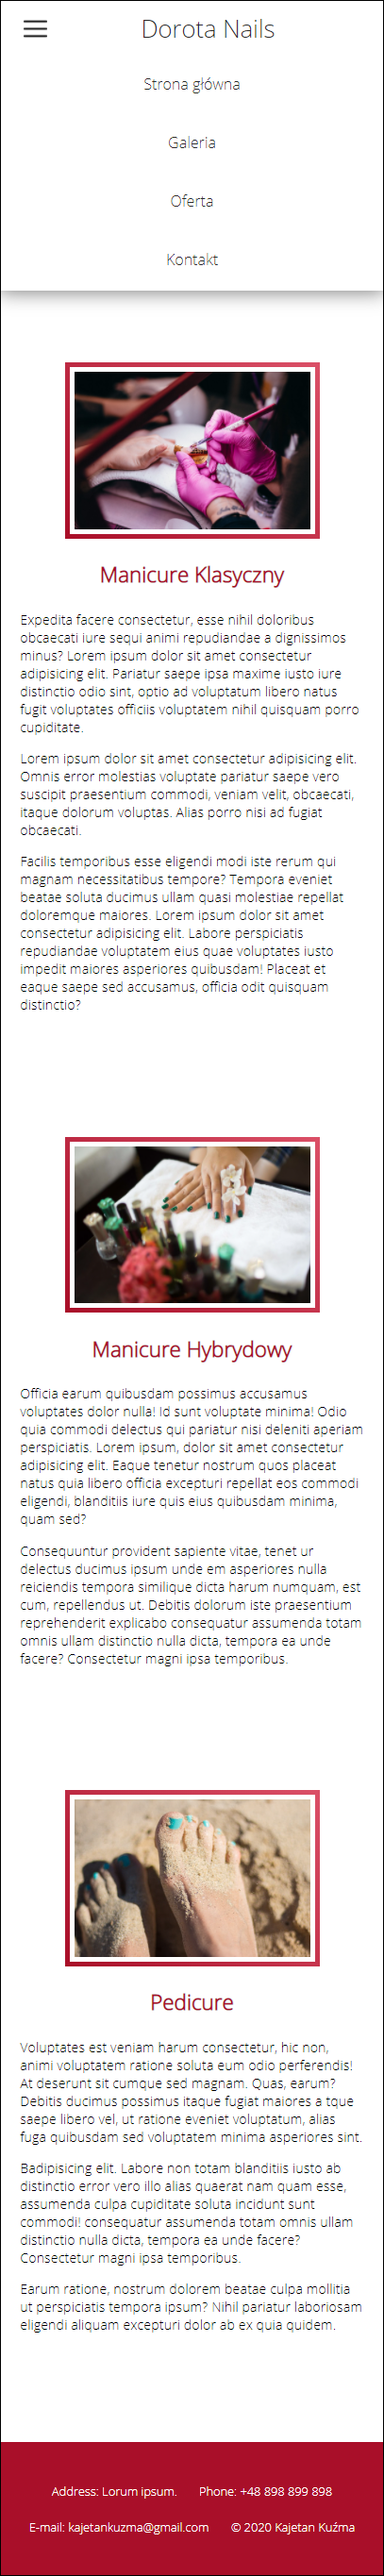 Dorota Nails
Strona główna
Galeria
Oferta
Kontakt
Manicure Klasyczny
Expedita facere consectetur, esse nihil doloribus
obcaecati iure sequi animi repudiandae a dignissimos
minus? Lorem ipsum dolor sit amet consectetur
adipisicing elit. Pariatur saepe ipsa maxime iusto iure
distinctio odio sint, optio ad voluptatum libero natus
fugit voluptates officiis voluptatem nihil quisquam porro
cupiditate.
Lorem ipsum dolor sit amet consectetur adipisicing elit.
Omnis error molestias voluptate pariatur saepe vero
suscipit praesentium commodi, veniam velit, obcaecati,
itaque dolorum voluptas. Alias porro nisi ad fugiat
obcaecati.
Facilis temporibus esse eligendi modi iste rerum qui
magnam necessitatibus tempore? Tempora eveniet
beatae soluta ducimus ullam quasi molestiae repellat
doloremque maiores. Lorem ipsum dolor sit amet
consectetur adipisicing elit. Labore perspiciatis
repudiandae voluptatem eius quae voluptates iusto
impedit maiores asperiores quibusdam! Placeat et
eaque saepe sed accusamus, officia odit quisquam
distinctio?
Manicure Hybrydowy
Officia earum quibusdam possimus accusamus
voluptates dolor nulla! Id sunt voluptate minima! Odio
quia commodi delectus qui pariatur nisi deleniti aperiam
perspiciatis. Lorem ipsum, dolor sit amet consectetur
adipisicing elit. Eaque tenetur nostrum quos placeat
natus quia libero officia excepturi repellat eos commodi
eligendi, blanditiis iure quis eius quibusdam minima,
quam sed?
Consequuntur provident sapiente vitae, tenet ur
delectus ducimus ipsum unde em asperiores nulla
reiciendis tempora similique dicta harum numquam, est
cum, repellendus ut. Debitis dolorum iste praesentium
reprehenderit explicabo consequatur assumenda totam
omnis ullam distinctio nulla dicta, tempora ea unde
facere? Consectetur magni ipsa temporibus.
Pedicure
Voluptates est veniam harum consectetur, hic non,
animi voluptatem ratione soluta eum odio perferendis!
At deserunt sit cumque sed magnam. Quas, earum?
Debitis ducimus possimus itaque fugiat maiores a tque
saepe libero vel, ut ratione eveniet voluptatum, alias
fuga quibusdam sed voluptatem minima asperiores sint.
Badipisicing elit. Labore non totam blanditiis iusto ab
distinctio error vero illo alias quaerat nam quam esse,
assumenda culpa cupiditate soluta incidunt sunt
commodi! consequatur assumenda totam omnis ullam
distinctio nulla dicta, tempora ea unde facere?
Consectetur magni ipsa temporibus.
Earum ratione, nostrum dolorem beatae culpa mollitia
ut perspiciatis tempora ipsum? Nihil pariatur laboriosam
eligendi aliquam excepturi dolor ab ex quia quidem.
Address: Lorum ipsum. Phone: +48 898 899 898
E-mail: kajetankuzma@gmail.com © 2020 Kajetan Kuźma